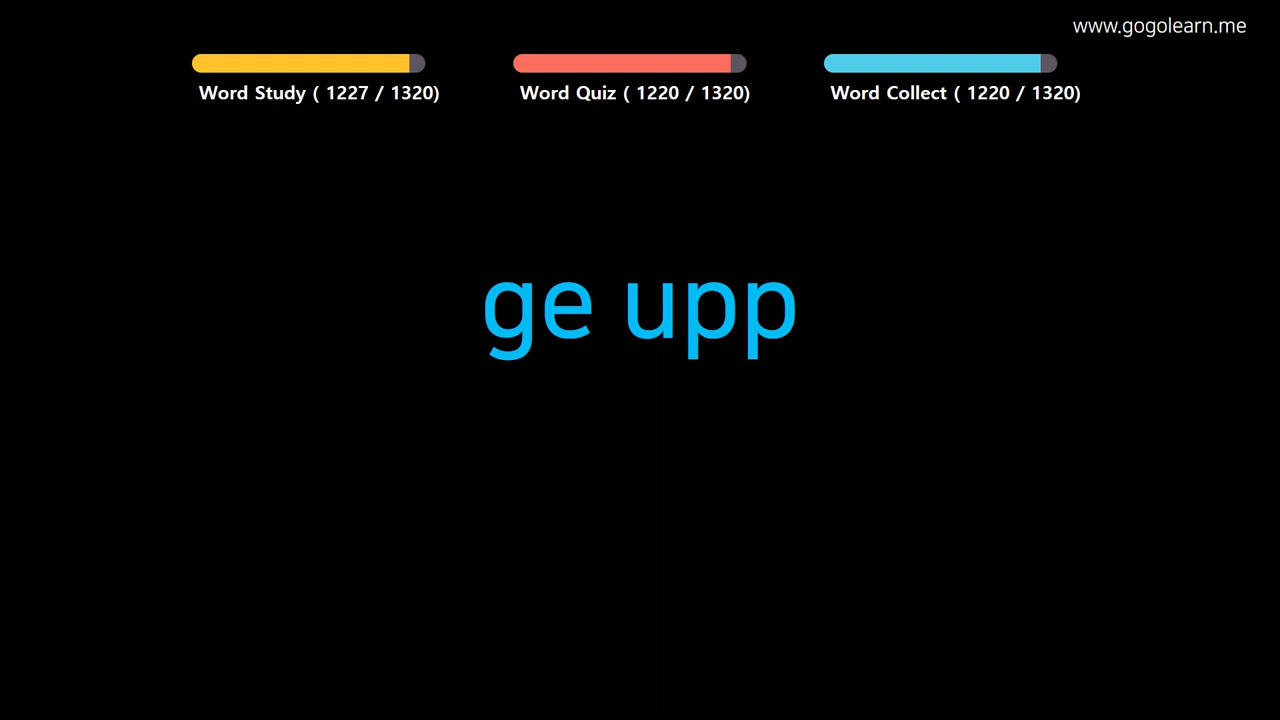 www.gogolearn.me
Word Study ( 1227 / 1320)
Word Quiz ( 1220 / 1320)
Word Collect ( 1220 / 1320)
ge upp